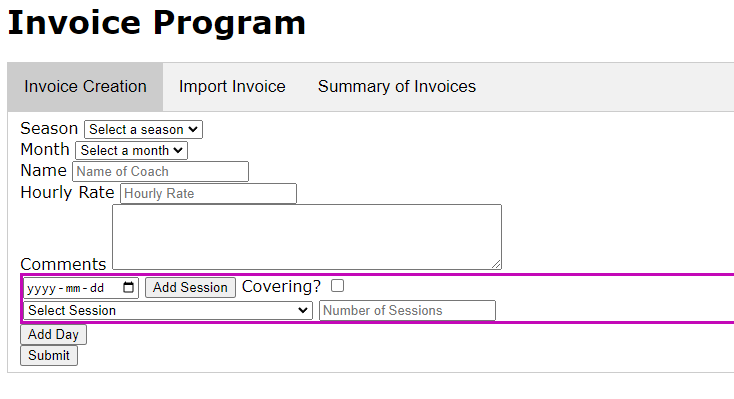 Invoice Program
Invoice Creation Import Invoice Summary of Invoices
Season Select a season
Month Select a month
Name Name of Coach
Hourly Rate Hourly Rate
Comments
yyyy-mm-dd Add Session Covering?
Select Session Number of Sessions
Add Day
Submit